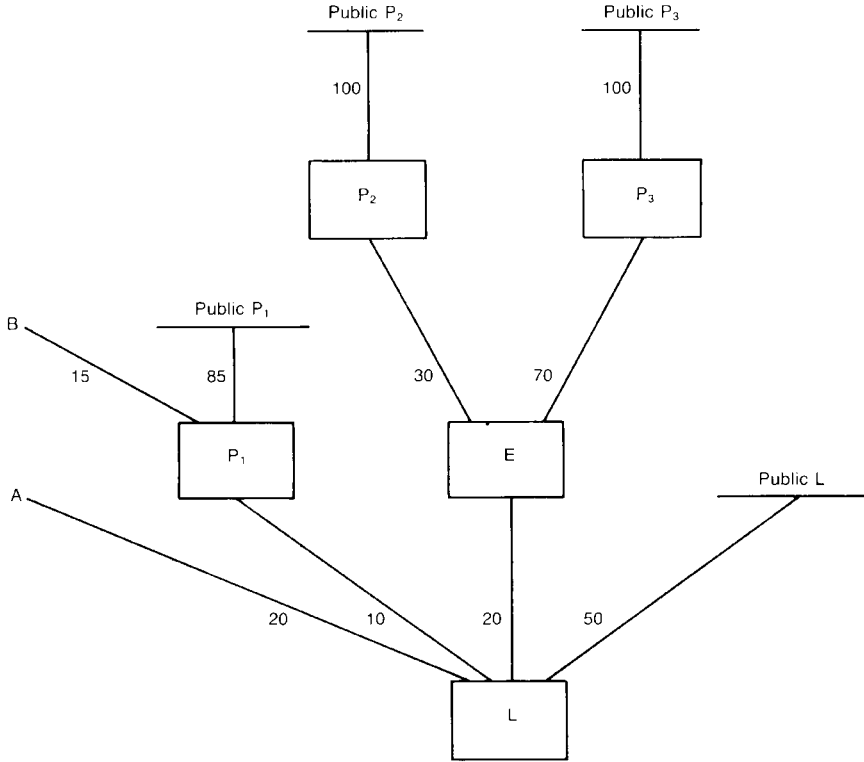 Public P₂
Public P₃
100
100
P₂
P₃
B
Public P₁
15
85
30
70
P₁
E
Public L
A
20
10
20
50
L